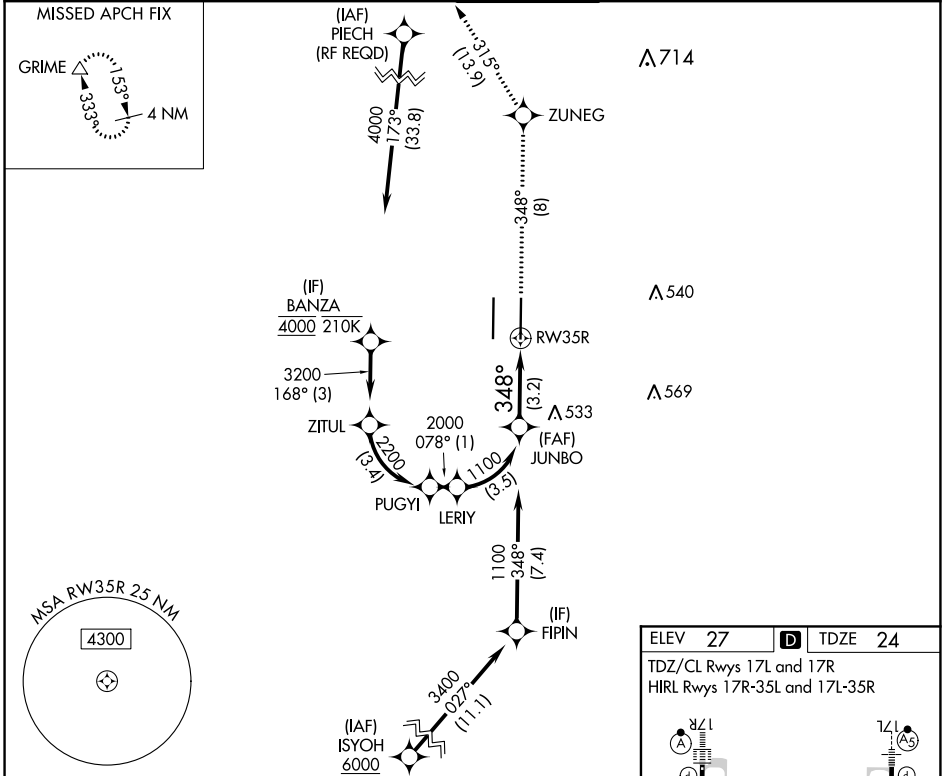 MISSED APCH FIX
GRIME
153°
333°
4 NM
(IAF)
PIECH
(RF REQD)
4000
173°
(33.8)
315°
(13.9)
ZUNEG
714
348°
(8)
(IF)
BANZA
4000 210K
3200
168° (3)
540
RW35R
348°
(3.2)
569
533
ZITUL
2200
(3.4)
2000
078° (1)
1100
(3.5)
(FAF)
JUNBO
PUGYI
LERIY
1100
348°
(7.4)
MSA RW35R 25 NM
4300
(IF)
FIPIN
3400
027°
(11.1)
(IAF)
ISYOH
6000
ELEV 27 D TDZE 24
TDZ/CL Rwys 17L and 17R
HIRL Rwys 17R-35L and 17L-35R
17R
17L
A
A5